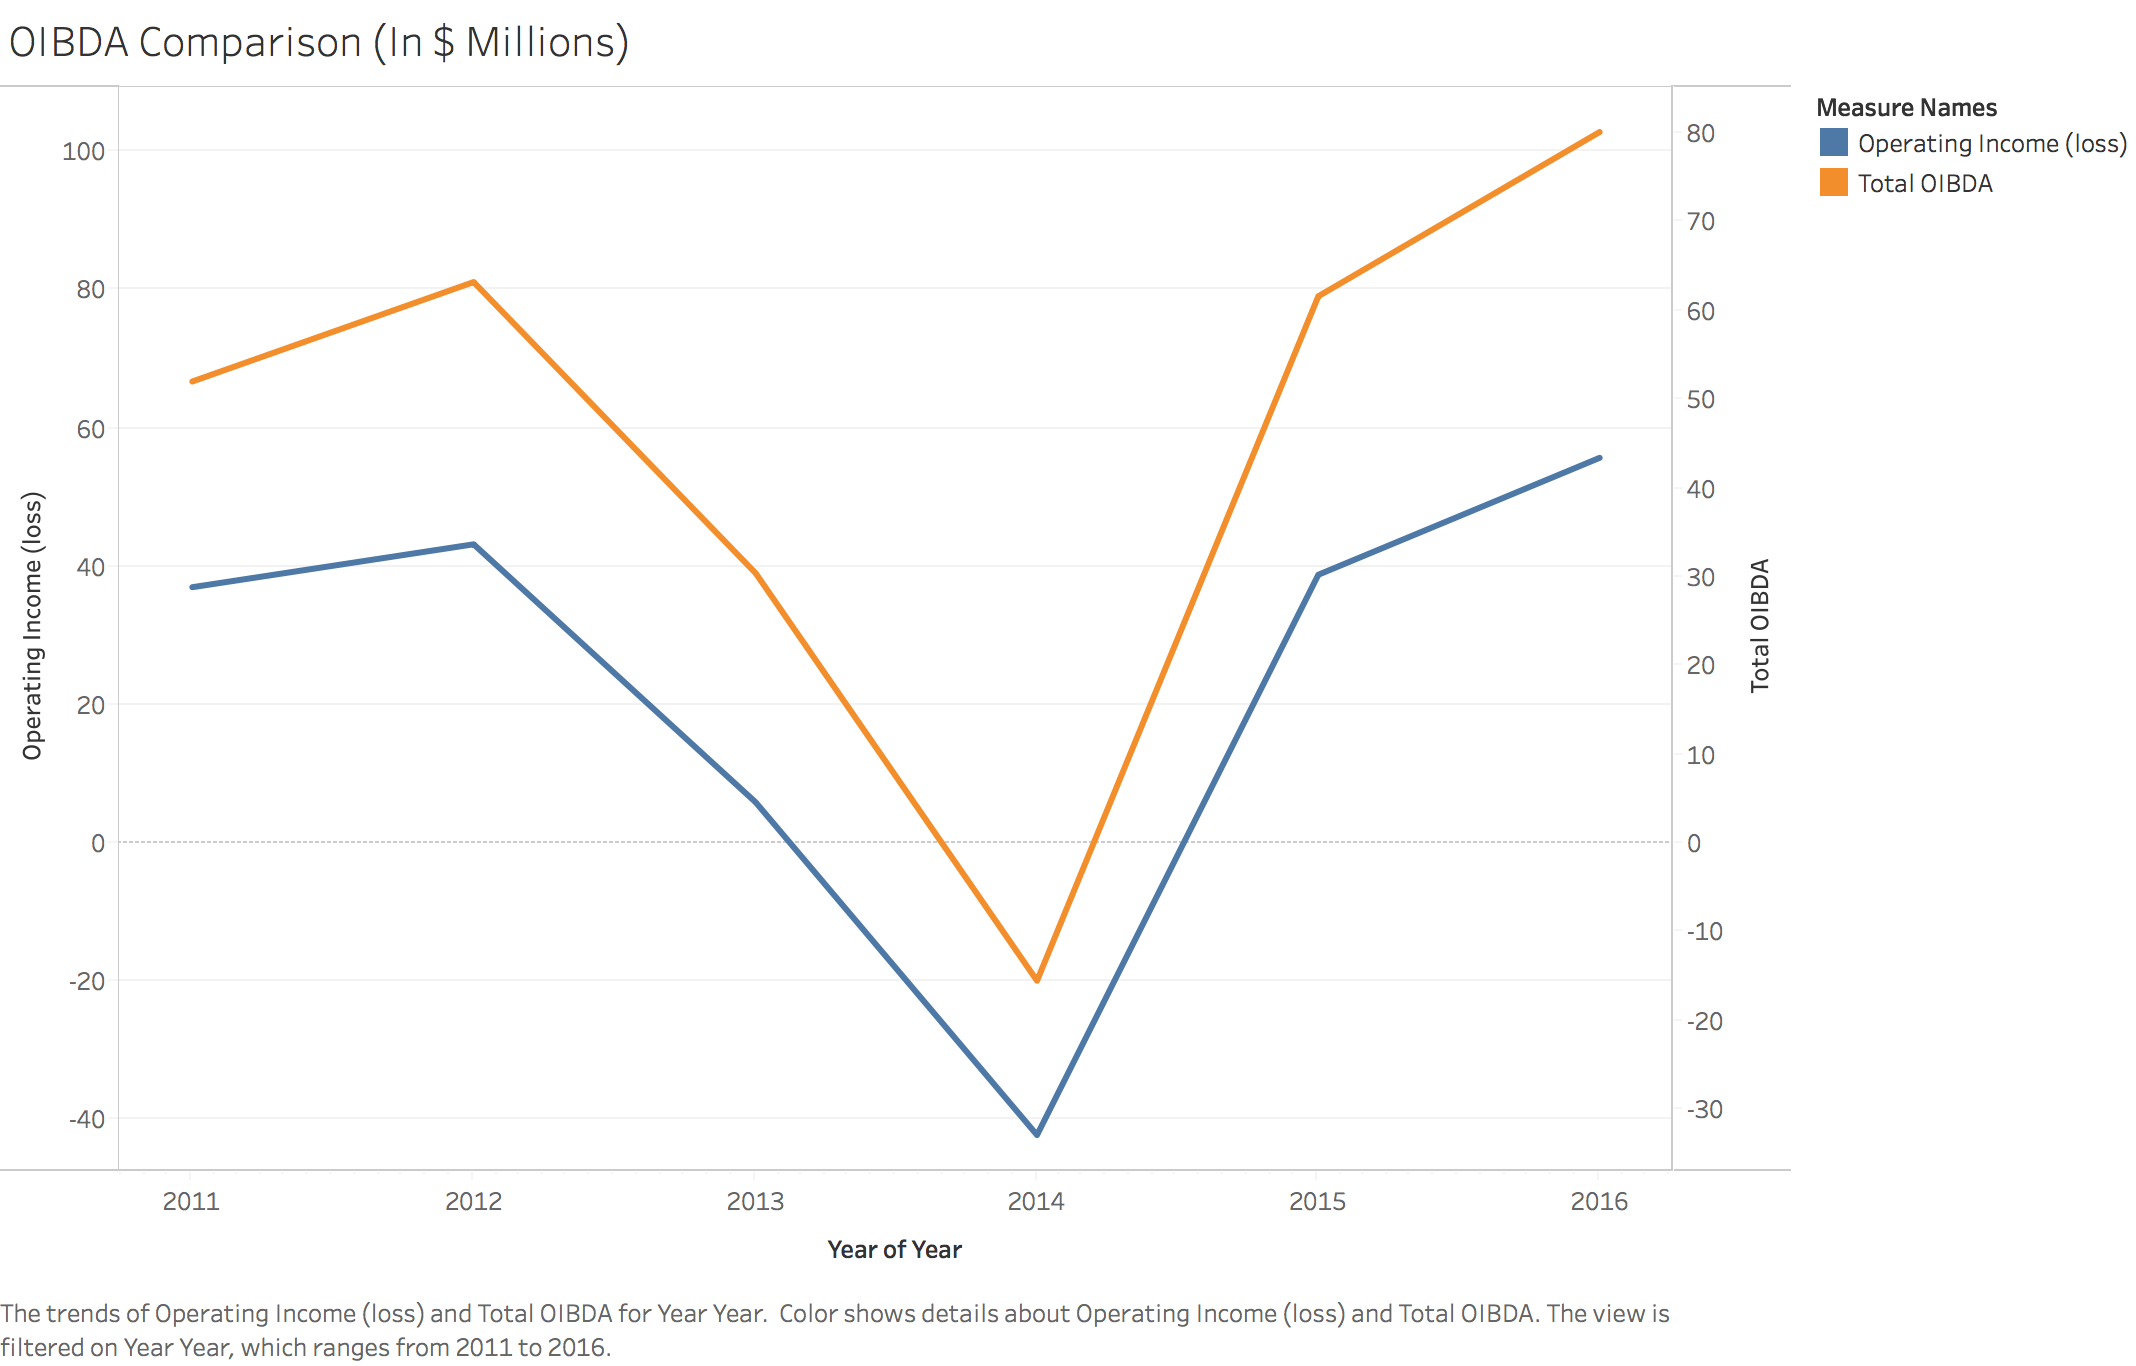 OIBDA Comparison (In $ Millions)
Measure Names
Operating Income (loss)
Total OIBDA
Operating Income (loss)
100
80
60
40
20
0
-20
-40
80
70
60
50
40
30
20
10
0
-10
-20
-30
Total OIBDA
2011 2012 2013 2014 2015 2016
Year of Year
The trends of Operating Income (loss) and Total OIBDA for Year Year.  Color shows details about Operating Income (loss) and Total OIBDA. The view is
filtered on Year Year, which ranges from 2011 to 2016.